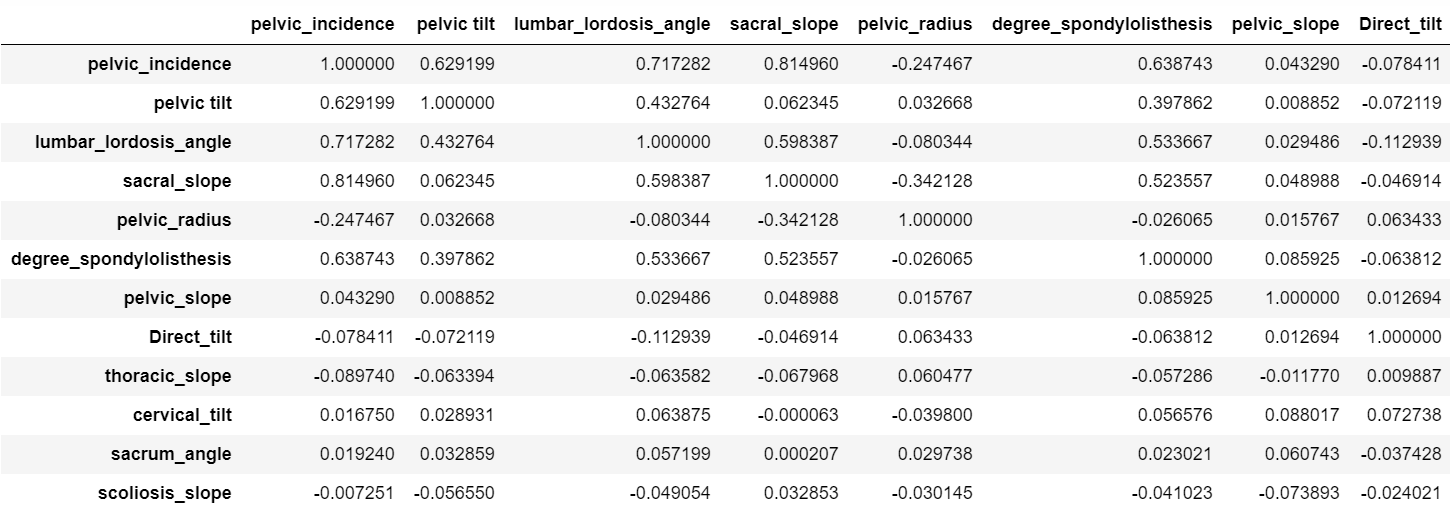 pelvic_incidence pelvic tilt lumbar_lordosis_angle sacral_slope pelvic_radius degree_spondylolisthesis pelvic_slope Direct_tilt
pelvic_incidence 1.000000 0.629199 0.717282 0.814960 -0.247467 0.638743 0.043290 -0.078411
pelvic tilt 0.629199 1.000000 0.432764 0.062345 0.032668 0.397862 0.008852 -0.072119
lumbar_lordosis_angle 0.717282 0.432764 1.000000 0.598387 -0.080344 0.533667 0.029486 -0.112939
sacral_slope 0.814960 0.062345 0.598387 1.000000 -0.342128 0.523557 0.048988 -0.046914
pelvic_radius -0.247467 0.032668 -0.080344 -0.342128 1.000000 -0.026065 0.015767 0.063433
degree_spondylolisthesis 0.638743 0.397862 0.533667 0.523557 -0.026065 1.000000 0.085925 -0.063812
pelvic_slope 0.043290 0.008852 0.029486 0.048988 0.015767 0.085925 1.000000 0.012694
Direct_tilt -0.078411 -0.072119 -0.112939 -0.046914 0.063433 -0.063812 0.012694 1.000000
thoracic_slope -0.089740 -0.063394 -0.063582 -0.067968 0.060477 -0.057286 -0.011770 0.009887
cervical_tilt 0.016750 0.028931 0.063875 -0.000063 -0.039800 0.056576 0.088017 0.072738
sacrum_angle 0.019240 0.032859 0.057199 0.000207 0.029738 0.023021 0.060743 -0.037428
scoliosis_slope -0.007251 -0.056550 -0.049054 0.032853 -0.030145 -0.041023 -0.073893 -0.024021